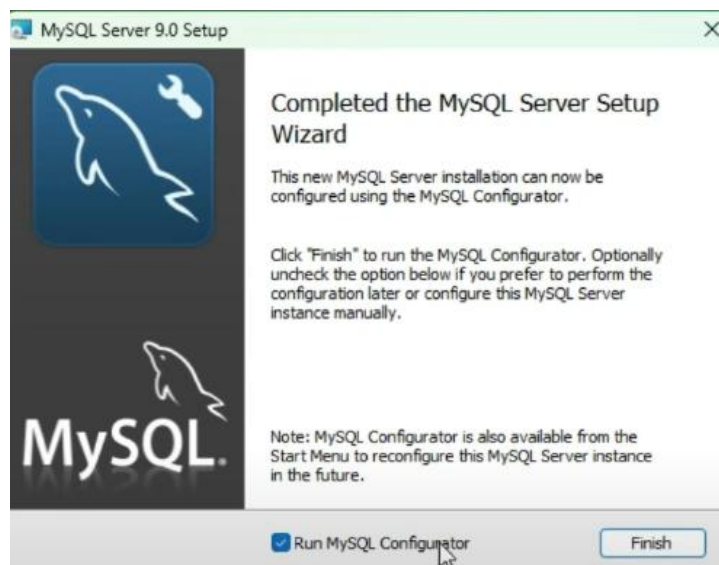 MySQL Server 9.0 Setup
Completed the MySQL Server Setup
Wizard
This new MySQL Server installation can now be
configured using the MySQL Configurator.
Click "Finish" to run the MySQL Configurator. Optionally
uncheck the option below if you prefer to perform the
configuration later or configure this MySQL Server
instance manually.
MySQL.
Note: MySQL Configurator is also available from the
Start Menu to reconfigure this MySQL Server instance
in the future.
Run MySQL Configurator
Finish